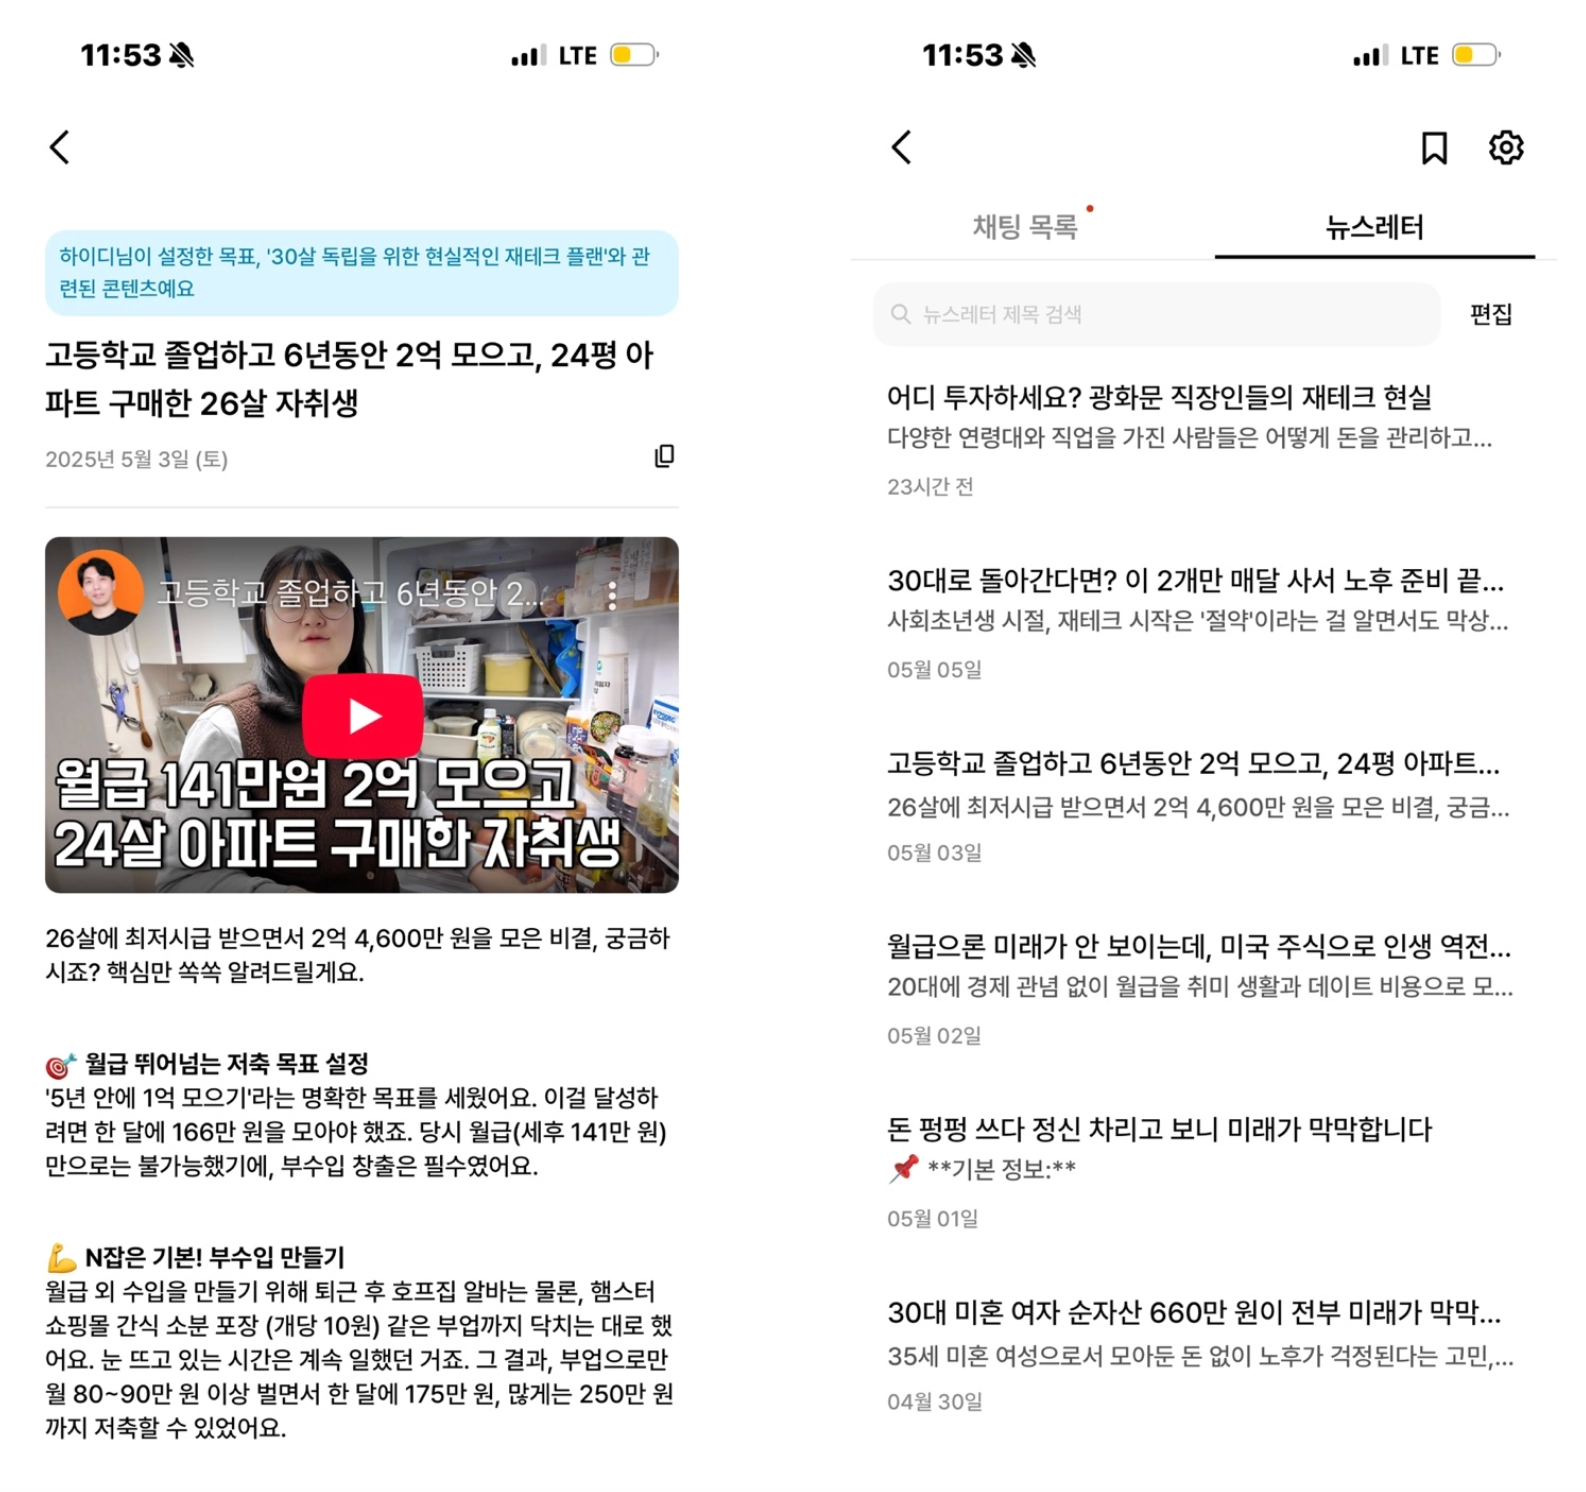 11:53
LTE
하이디님이 설정한 목표, '30살 독립을 위한 현실적인 재테크 플랜'와 관
련된 콘텐츠예요
고등학교 졸업하고 6년동안 2억 모으고, 24평 아
파트 구매한 26살 자취생
2025년 5월 3일 (토)
고등학교 졸업하고 6년동안 2...
월급 141만원 2억 모으고
24살 아파트 구매한 자취생
26살에 최저시급 받으면서 2억 4,600만 원을 모은 비결, 궁금하
시죠? 핵심만 쏙쏙 알려드릴게요.
🎯 월급 뛰어넘는 저축 목표 설정
'5년 안에 1억 모으기'라는 명확한 목표를 세웠어요. 이걸 달성하
려면 한 달에 166만 원을 모아야 했죠. 당시 월급(세후 141만 원)
만으로는 불가능했기에, 부수입 창출은 필수였어요.
💪 N잡은 기본! 부수입 만들기
월급 외 수입을 만들기 위해 퇴근 후 호프집 알바는 물론, 햄스터
쇼핑몰 간식 소분 포장 (개당 10원) 같은 부업까지 닥치는 대로 했
어요. 눈 뜨고 있는 시간은 계속 일했던 거죠. 그 결과, 부업으로만
월 80~90만 원 이상 벌면서 한 달에 175만 원, 많게는 250만 원
까지 저축할 수 있었어요.
11:53
LTE
채팅 목록
뉴스레터
뉴스레터 제목 검색
편집
어디 투자하세요? 광화문 직장인들의 재테크 현실
다양한 연령대와 직업을 가진 사람들은 어떻게 돈을 관리하고...
23시간 전
30대로 돌아간다면? 이 2개만 매달 사서 노후 준비 끝...
사회초년생 시절, 재테크 시작은 '절약'이라는 걸 알면서도 막상...
05월 05일
고등학교 졸업하고 6년동안 2억 모으고, 24평 아파트...
26살에 최저시급 받으면서 2억 4,600만 원을 모은 비결, 궁금...
05월 03일
월급으론 미래가 안 보이는데, 미국 주식으로 인생 역전...
20대에 경제 관념 없이 월급을 취미 생활과 데이트 비용으로 모...
05월 02일
돈 펑펑 쓰다 정신 차리고 보니 미래가 막막합니다
📌 **기본 정보:**
05월 01일
30대 미혼 여자 순자산 660만 원이 전부 미래가 막막...
35세 미혼 여성으로서 모아둔 돈 없이 노후가 걱정된다는 고민,...
04월 30일